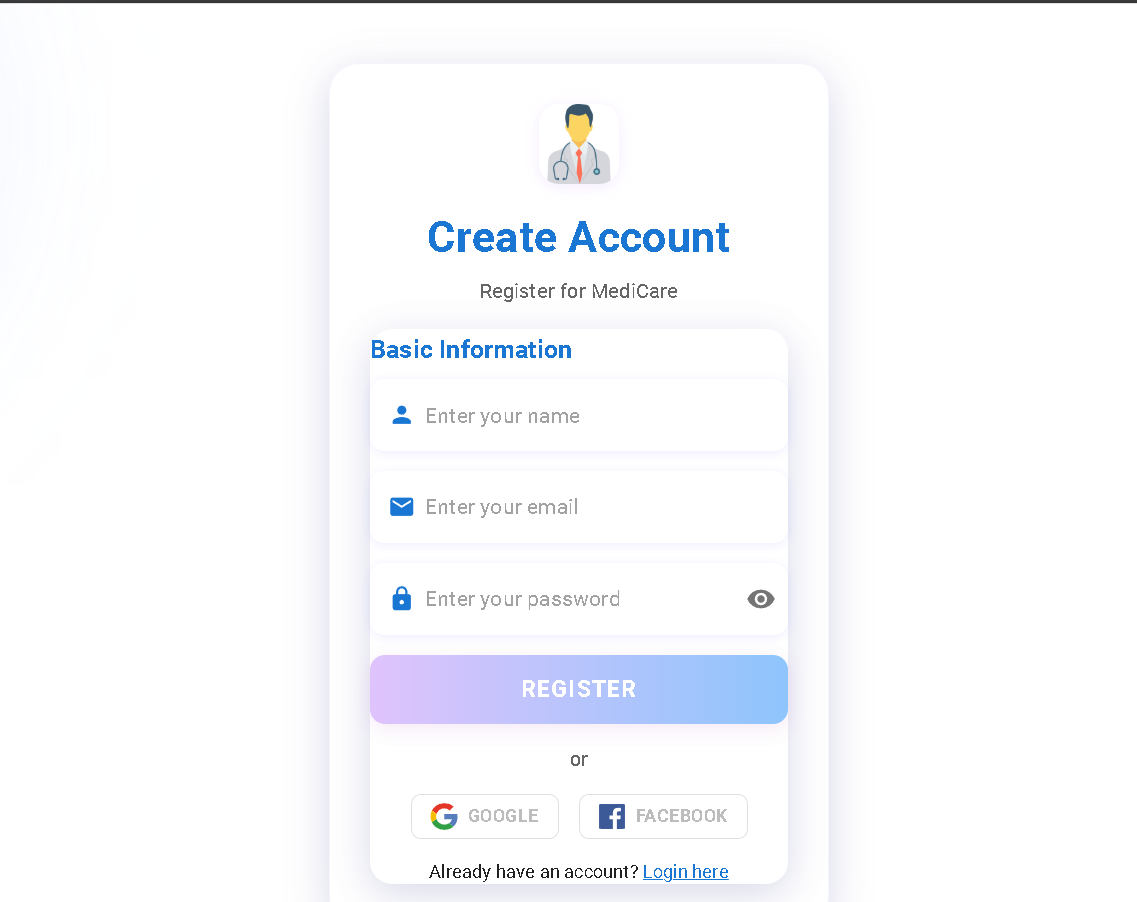 Create Account
Register for MediCare
Basic Information
Enter your name
Enter your email
Enter your password
REGISTER
or
GOOGLE FACEBOOK
Already have an account? Login here